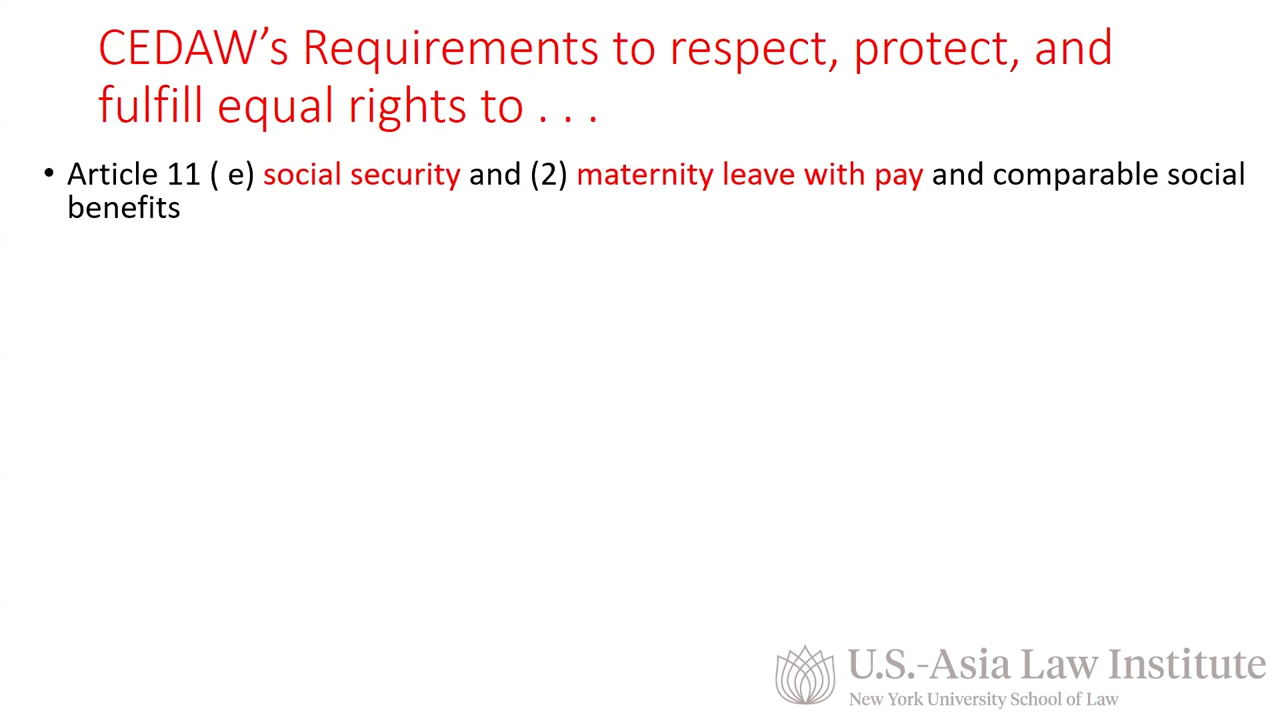 CEDAW’s Requirements to respect, protect, and
fulfill equal rights to . . .
• Article 11 ( e) social security and (2) maternity leave with pay and comparable social
benefits
U.S.-Asia Law Institute
New York University School of Law